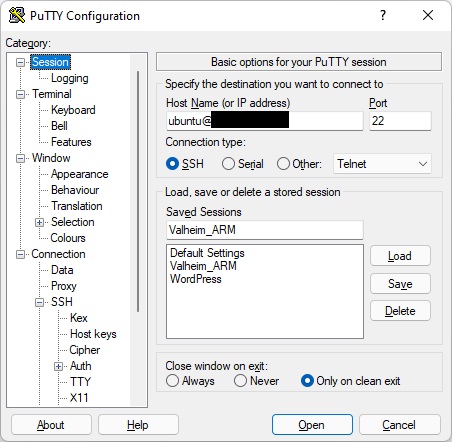 PuTTY Configuration
?
Category:
Session
Logging
Terminal
Keyboard
Bell
Features
Window
Appearance
Behaviour
Translation
Selection
Colours
Connection
Data
Proxy
SSH
Kex
Host keys
Cipher
Auth
TTY
X11
Basic options for your PuTTY session
Specify the destination you want to connect to
Host Name (or IP address) Port
ubuntu@ 22
Connection type:
SSH Serial Other: Telnet
Load, save or delete a stored session
Saved Sessions
Valheim_ARM
Default Settings
Valheim_ARM
WordPress
Load
Save
Delete
Close window on exit:
Always Never Only on clean exit
About Help Open Cancel